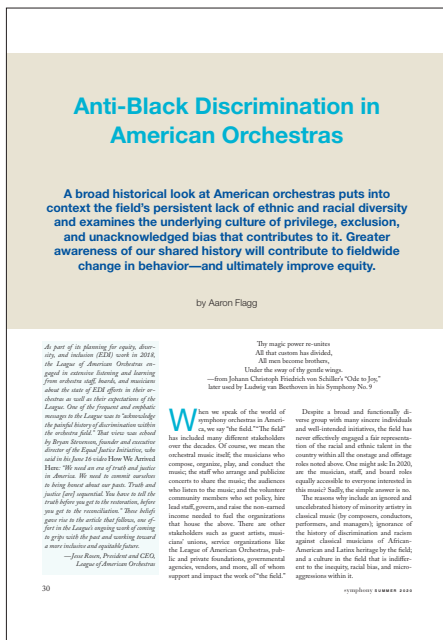 Anti-Black Discrimination in
American Orchestras
A broad historical look at American orchestras puts into
context the field's persistent lack of ethnic and racial diversity
and examines the underlying culture of privilege, exclusion,
and unacknowledged bias that contributes to it. Greater
awareness of our shared history will contribute to fieldwide
change in behavior—and ultimately improve equity.
by Aaron Flagg
As part of its planning for equity, diver-
sity, and inclusion (EDI) work in 2018,
the League of American Orchestras en-
gaged in extensive listening and learning
from orchestra staff, boards, and musicians
about the state of EDI efforts in their or-
chestras as well as their expectations of the
League. One of the frequent and emphatic
messages to the League was to "acknowledge
the painful history of discrimination within
the orchestra field." That view was echoed
by Bryan Stevenson, founder and executive
director of the Equal Justice Initiative, who
said in his June 16 video How We Arrived
Here: "We need an era of truth and justice
in America. We need to commit ourselves
to being honest about our pasts. Truth and
justice [are] sequential. You have to tell the
truth before you get to the restoration, before
you get to the reconciliation." Those beliefs
gave rise to the article that follows, one ef-
fort in the League's ongoing work of coming
to grips with the past and working toward
a more inclusive and equitable future.
—Jesse Rosen, President and CEO,
League of American Orchestras
Thy magic power re-unites
All that custom has divided,
All men become brothers,
Under the sway of thy gentle wings.
—from Johann Christoph Friedrich von Schiller's "Ode to Joy,"
later used by Ludwig van Beethoven in his Symphony No. 9
When we speak of the world of
symphony orchestras in Ameri-
ca, we say "the field." "The field"
has included many different stakeholders
over the decades. Of course, we mean the
orchestral music itself; the musicians who
compose, organize, play, and conduct the
music; the staff who arrange and publicize
concerts to share the music; the audiences
who listen to the music; and the volunteer
community members who set policy, hire
lead staff, govern, and raise the non-earned
income needed to fuel the organizations
that house the above. There are other
stakeholders such as guest artists, musi-
cians' unions, service organizations like
the League of American Orchestras, pub-
lic and private foundations, governmental
agencies, vendors, and more, all of whom
support and impact the work of "the field."
Despite a broad and functionally di-
verse group with many sincere individuals
and well-intended initiatives, the field has
never effectively engaged a fair representa-
tion of the racial and ethnic talent in the
country within all the onstage and offstage
roles noted above. One might ask: In 2020,
are the musician, staff, and board roles
equally accessible to everyone interested in
this music? Sadly, the simple answer is no.
The reasons why include an ignored and
uncelebrated history of minority artistry in
classical music (by composers, conductors,
performers, and managers); ignorance of
the history of discrimination and racism
against classical musicians of African-
American and Latinx heritage by the field;
and a culture in the field that is indiffer-
ent to the inequity, racial bias, and micro-
aggressions within it.
30
symphony SUMMER 2020